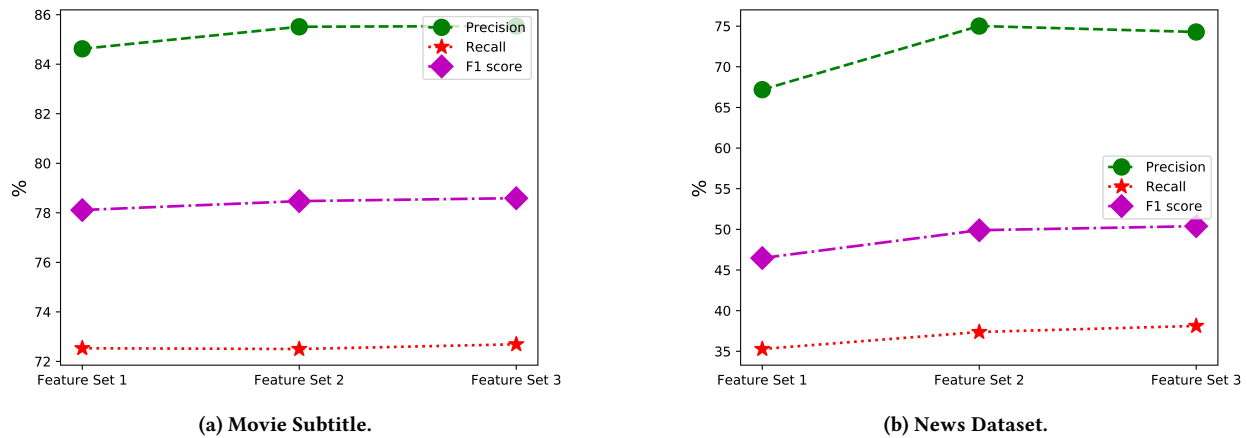 86
84
82
80
78
76
74
72
%
Precision
Recall
F1 score
Feature Set 1
Feature Set 2
Feature Set 3
(a) Movie Subtitle.
75
70
65
60
55
50
45
40
35
%
Precision
Recall
F1 score
Feature Set 1
Feature Set 2
Feature Set 3
(b) News Dataset.